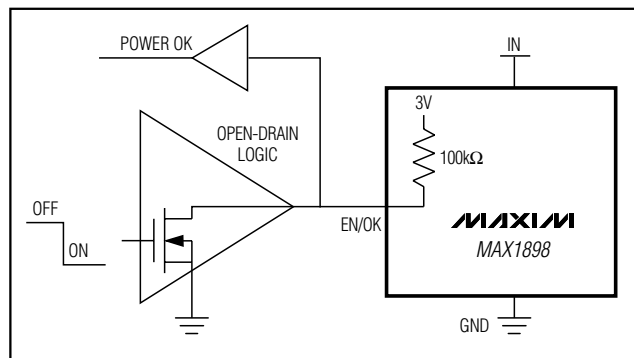 POWER OK
IN
3V
OPEN-DRAIN
LOGIC
100kΩ
OFF
ON
EN/OK
MAXIM
MAX1898
GND